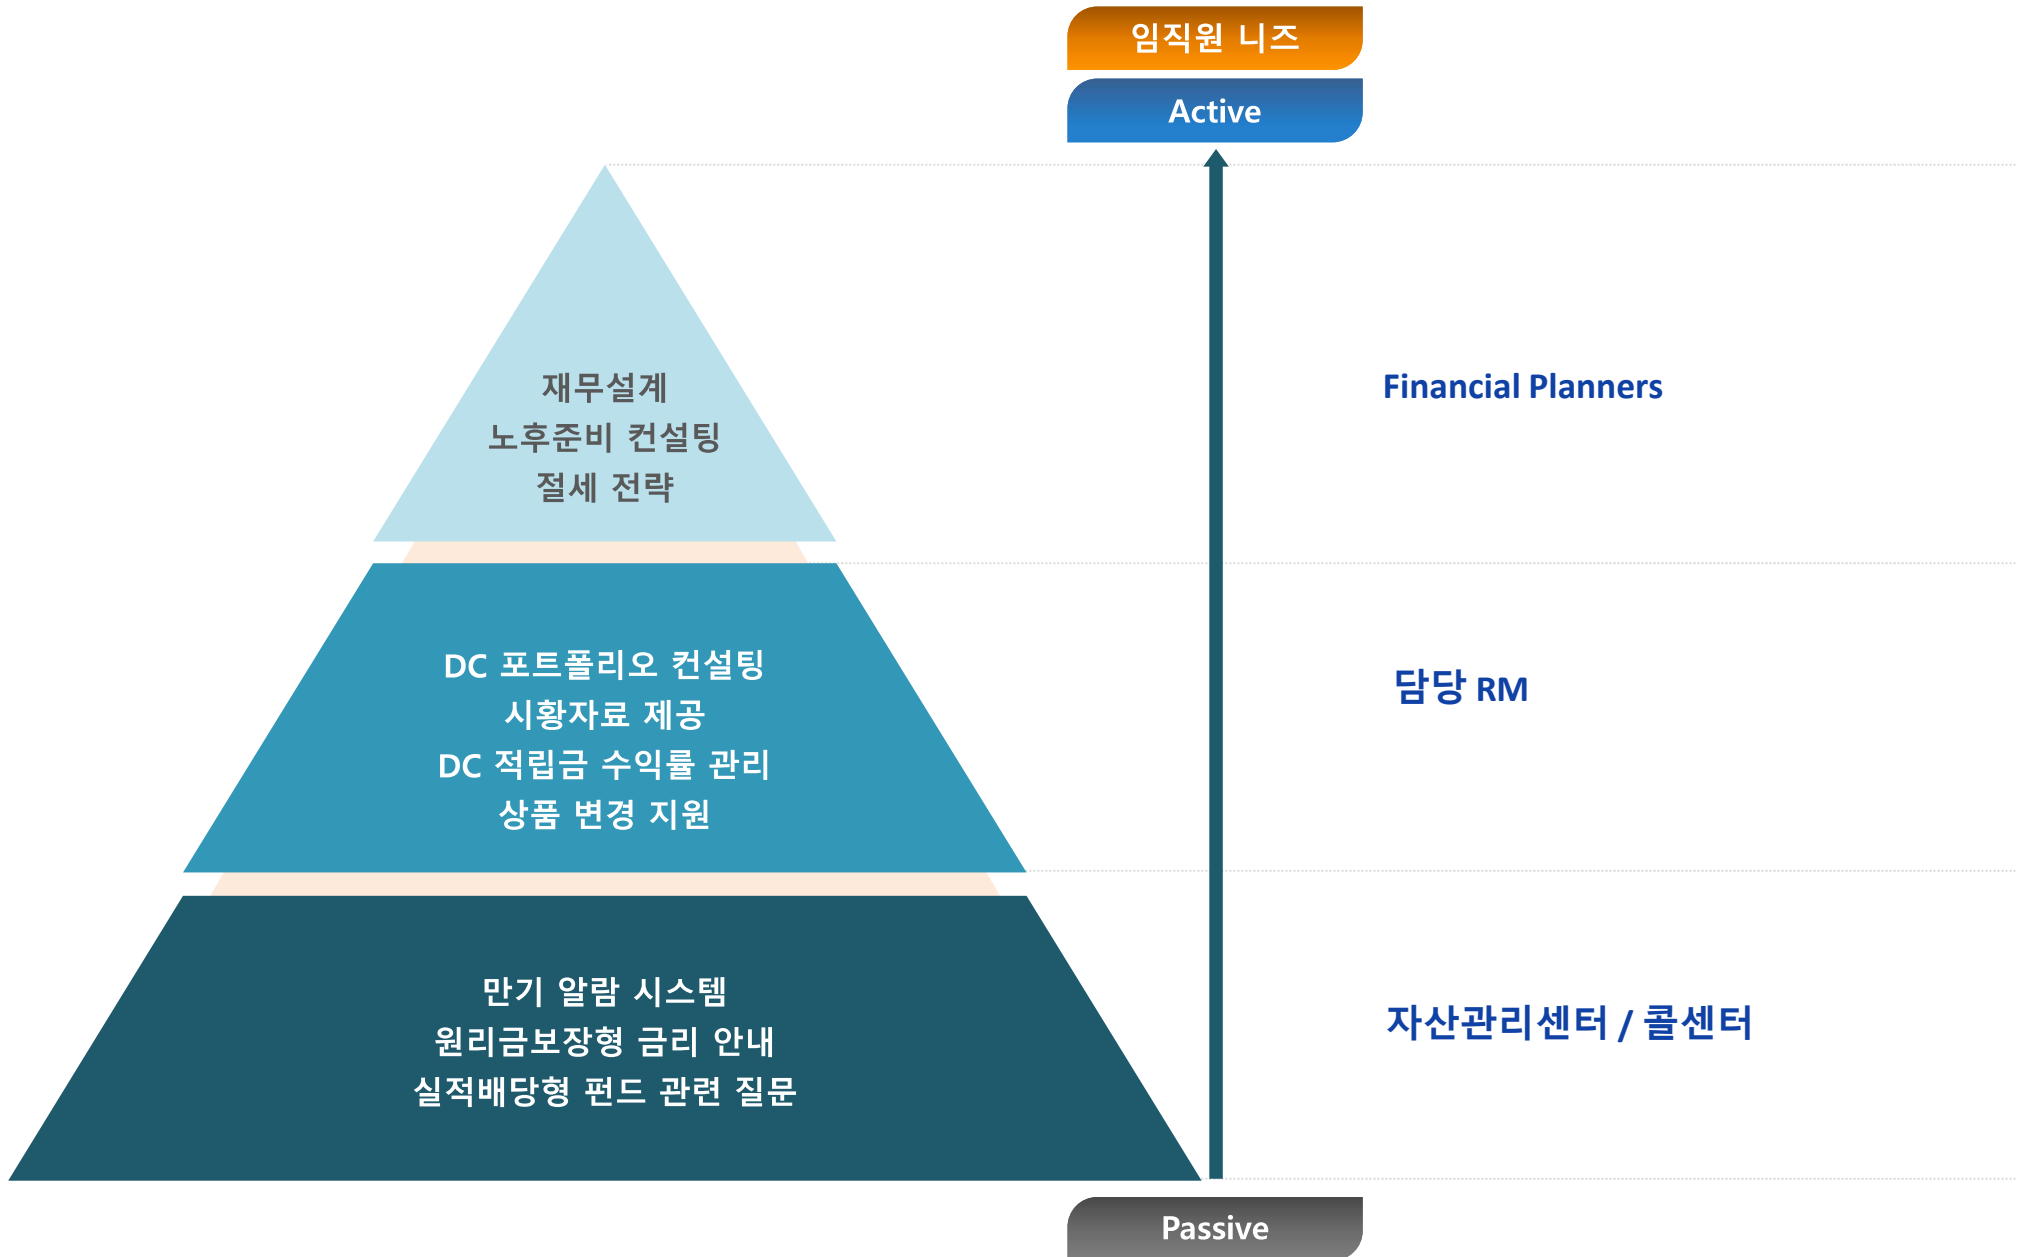 임직원 니즈
Active
재무설계
노후준비 컨설팅
절세 전략
Financial Planners
DC 포트폴리오 컨설팅
시황자료 제공
DC 적립금 수익률 관리
상품 변경 지원
담당 RM
만기 알람 시스템
원리금보장형 금리 안내
실적배당형 펀드 관련 질문
자산관리센터 / 콜센터
Passive